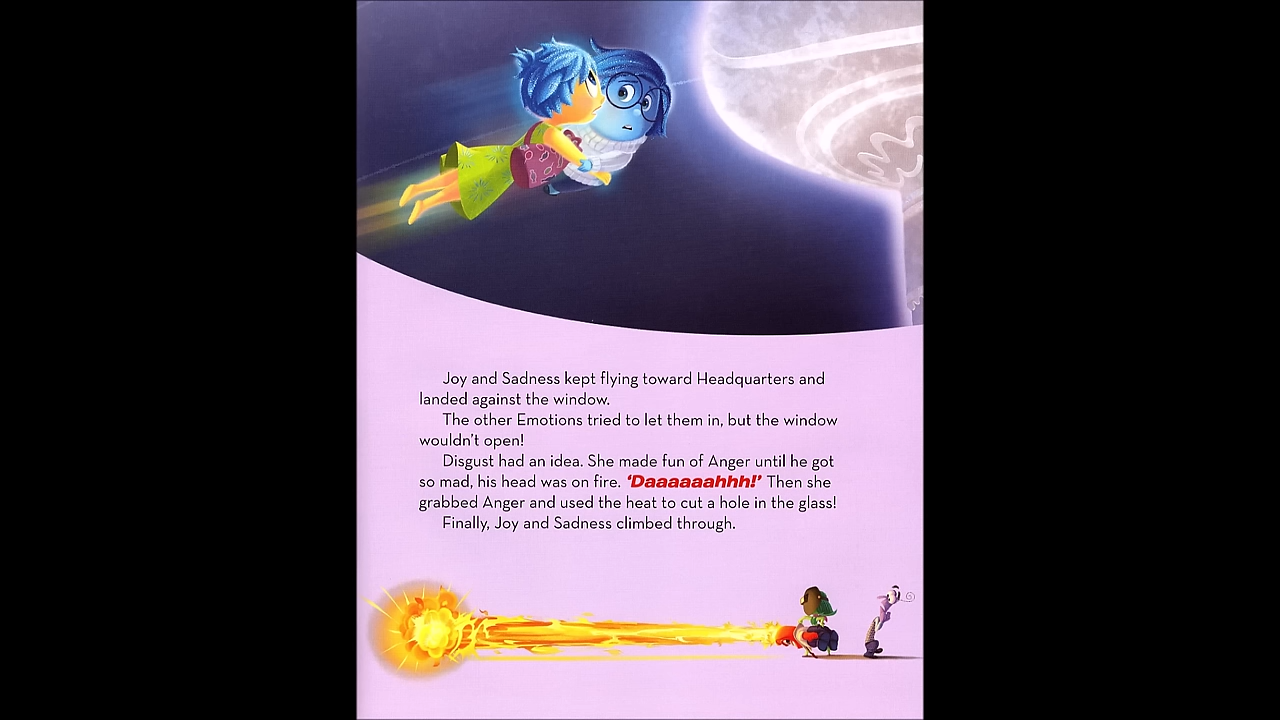 Joy and Sadness kept flying toward Headquarters and
landed against the window.
The other Emotions tried to let them in, but the window
wouldn't open!
Disgust had an idea. She made fun of Anger until he got
so mad, his head was on fire. 'Daaaaaahhh!' Then she
grabbed Anger and used the heat to cut a hole in the glass!
Finally, Joy and Sadness climbed through.